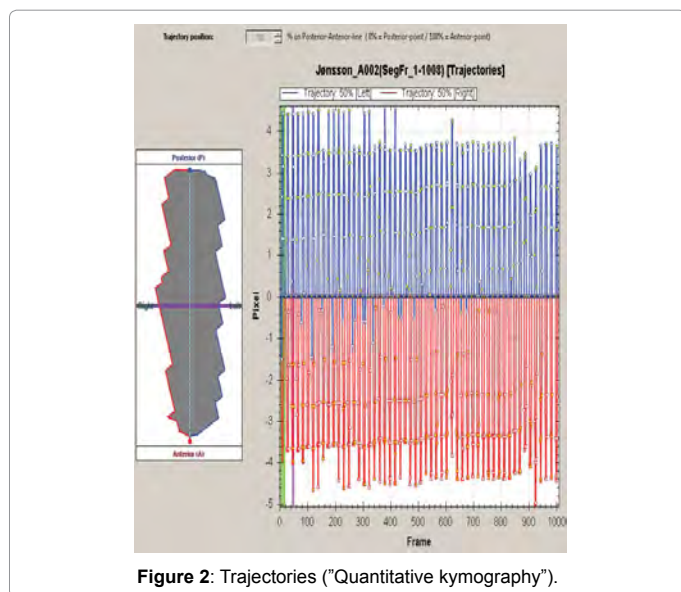 Trajectory position: % on Posterior-Anterior-line ( 0% = Posterior-point / 100% = Anterior-point)
Jønsson_A002(SegFr_1-1008) [Trajectories]
Trajectory: 50% [Left] Trajectory: 50% [Right]
Posterior (P)
Right Left
Anterior (A)
Pixel
4
3
2
1
0
-1
-2
-3
-4
-5
0 100 200 300 400 500 600 700 800 900 1000
Frame
Figure 2: Trajectories ("Quantitative kymography").